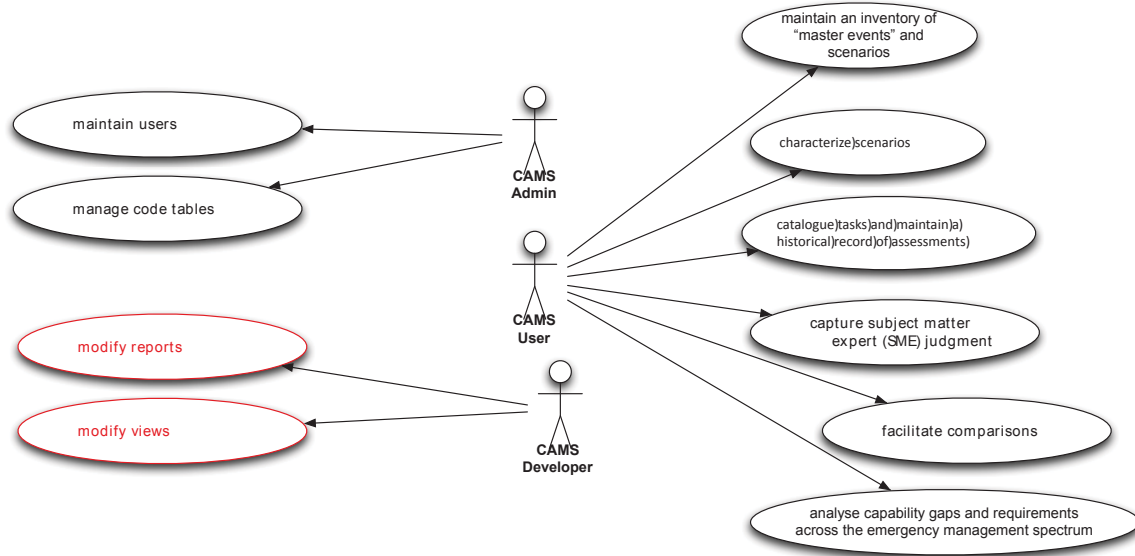 maintain users
manage code tables
CAMS
Admin
modify reports
modify views
CAMS
User
CAMS
Developer
maintain an inventory of
“master events” and
scenarios
characterize)scenarios
catalogue)tasks)and)maintain)a)
historical)record)of)assessments)
capture subject matter
expert (SME) judgment
facilitate comparisons
analyse capability gaps and requirements
across the emergency management spectrum